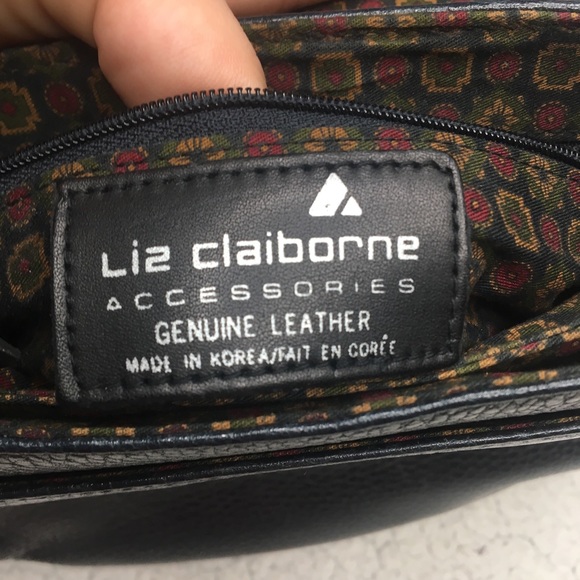 Liz claiborne
ACCESSORIES
GENUINE LEATHER
MADE IN KOREA/FAIT EN CORÉE